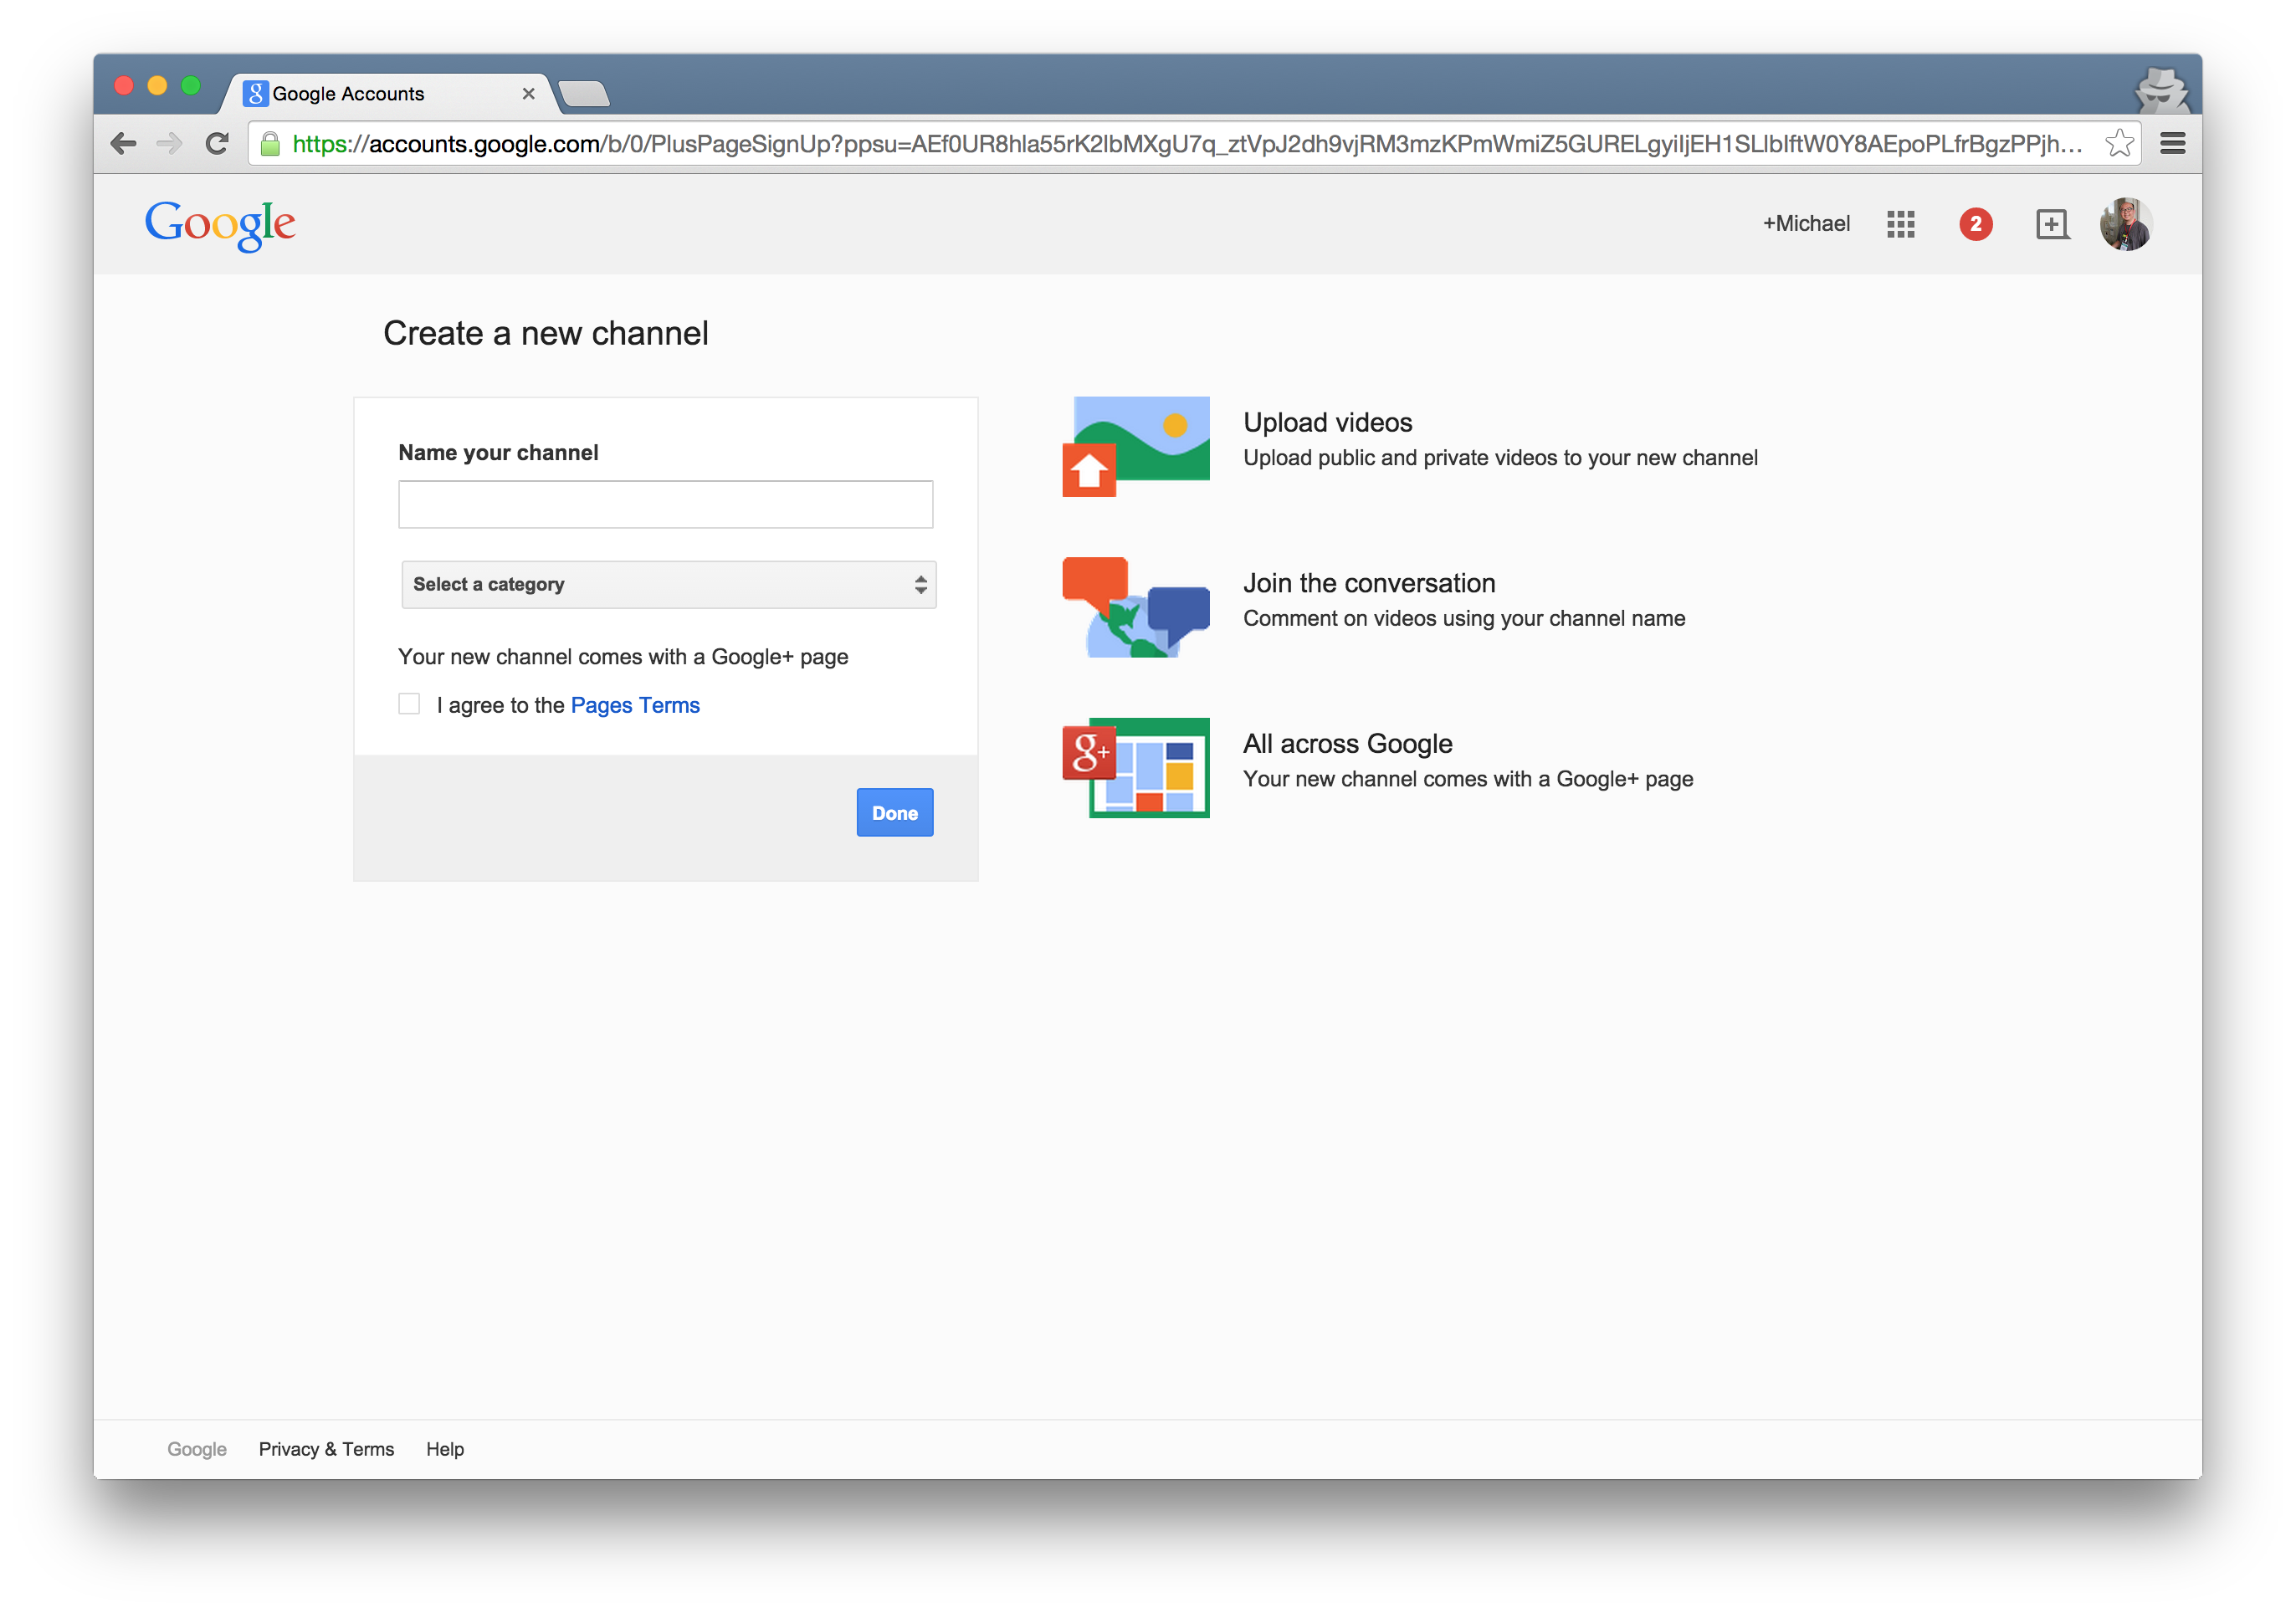 Google Accounts
https://accounts.google.com/b/0/PlusPageSignUp?ppsu=AEf0UR8hla55rK2lbMXgU7q_ztVpJ2dh9vjRM3mzKPmWmiZ5GURELgyiIjEH1SLlbIftW0Y8AEpoPLfrBgzPPjh...
Google
+Michael
2
Create a new channel
Name your channel
Select a category
Your new channel comes with a Google+ page
I agree to the Pages Terms
Done
Upload videos
Upload public and private videos to your new channel
Join the conversation
Comment on videos using your channel name
g+
All across Google
Your new channel comes with a Google+ page
Google Privacy & Terms Help